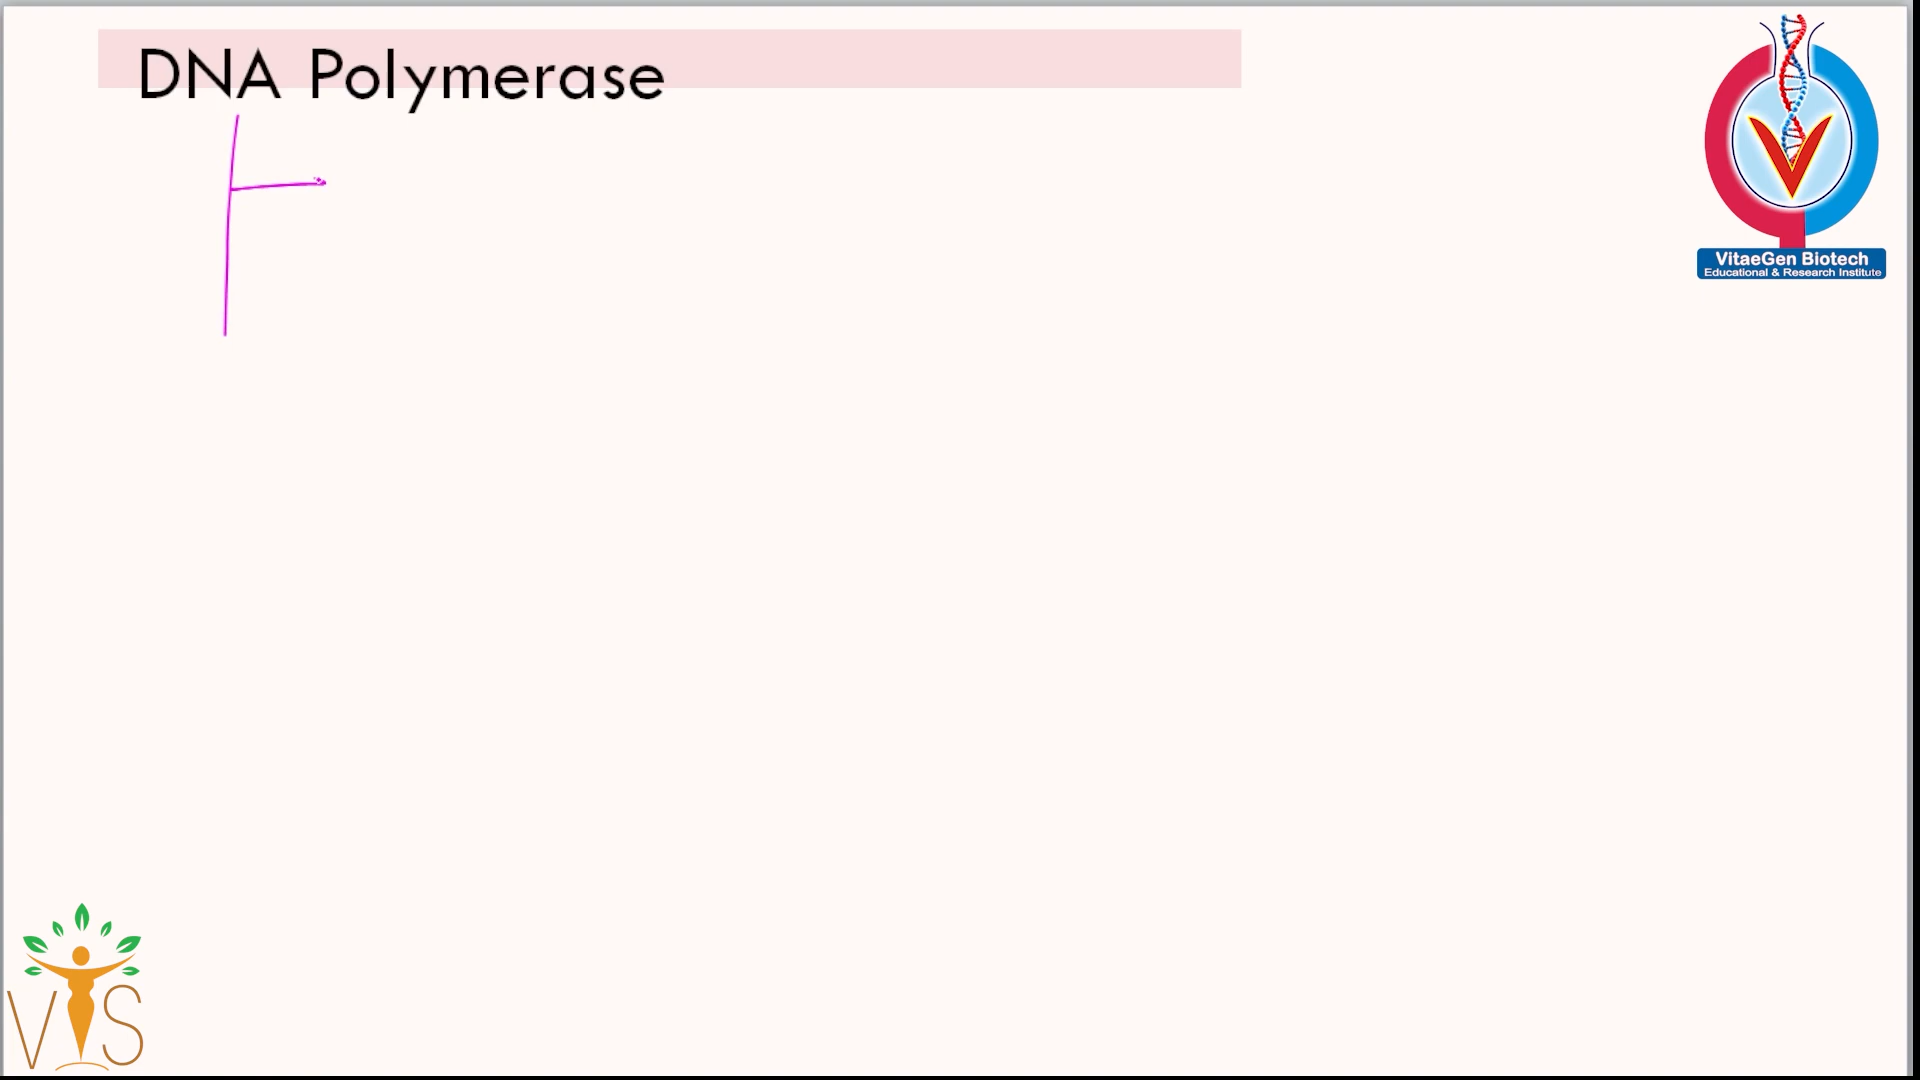 DNA Polymerase
VitaeGen Biotech
Educational & Research Institute
VIS